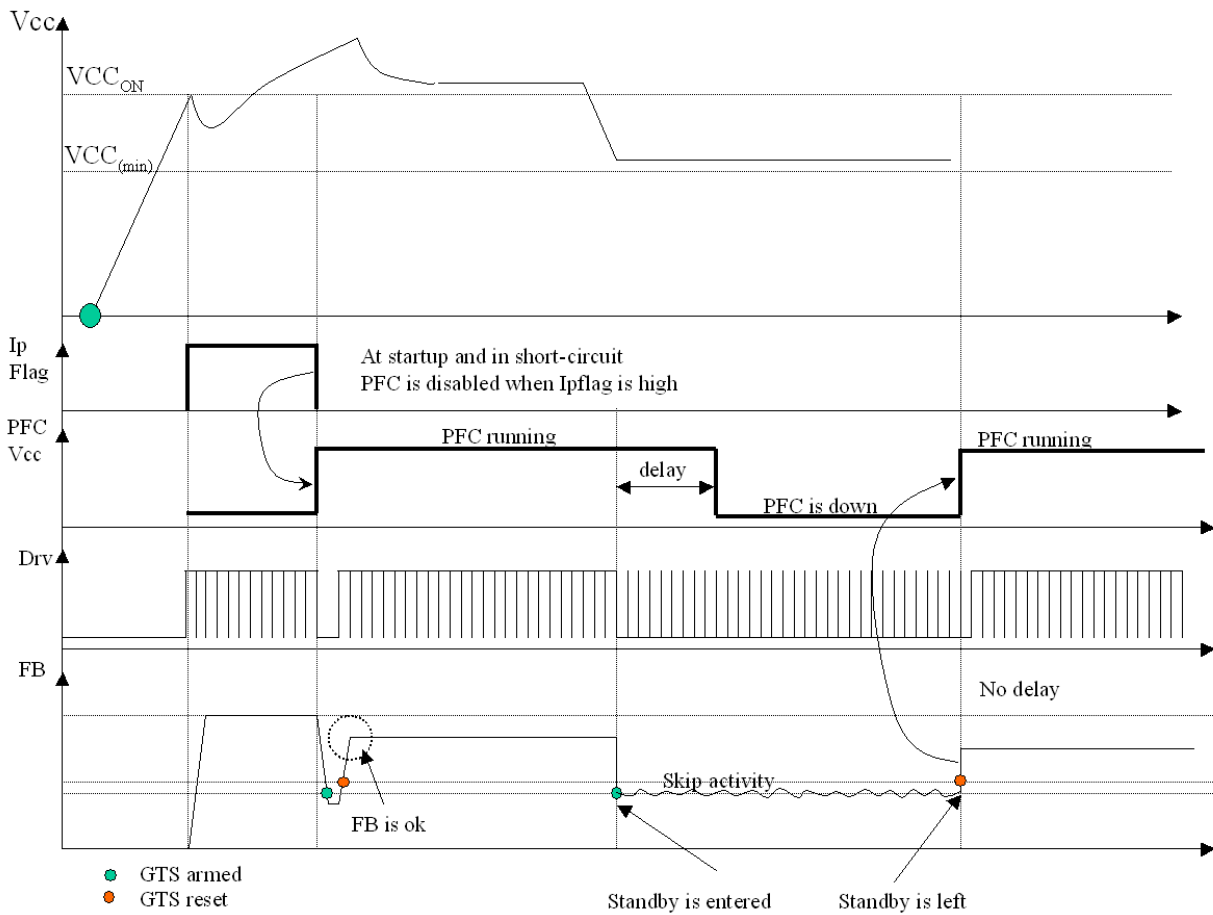 Vcc
VCC_ON
VCC_(min)
Ip
Flag
At startup and in short-circuit
PFC is disabled when Ipflag is high
PFC
Vcc
PFC running
PFC running
delay
PFC is down
Drv
FB
No delay
Skip activity
FB is ok
GTS armed
GTS reset
Standby is entered
Standby is left